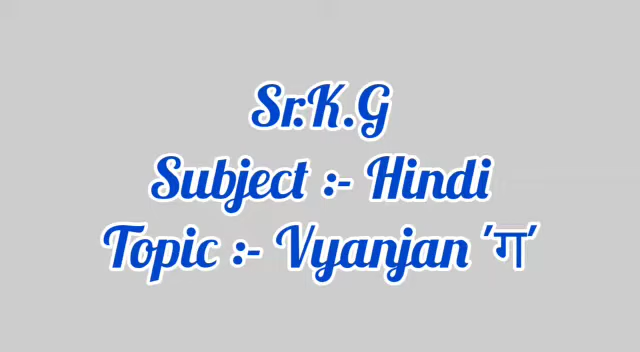 Sr.K.G
Subject :- Hindi
Topic :- Vyanjan 'ग'